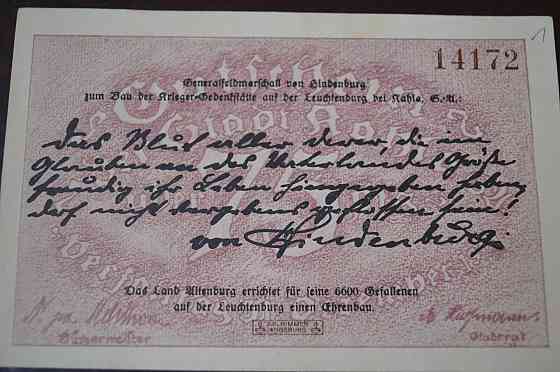 14172
Generalfeldmarschall von Hindenburg
zum Bau der Krieger-Gedenkstätte auf der Leuchtenburg bei Kahla, S.-A.:
Das Blut aller derer, die im
Glauben an des Vaterlandes Größe
freudig ihr Leben hingegeben haben,
darf nicht vergebens geflossen sein!
von Hindenburg
Das Land Altenburg errichtet für seine 6600 Gefallenen
auf der Leuchtenburg einen Ehrenbau.
Bürgermeister
Stadtrat
75